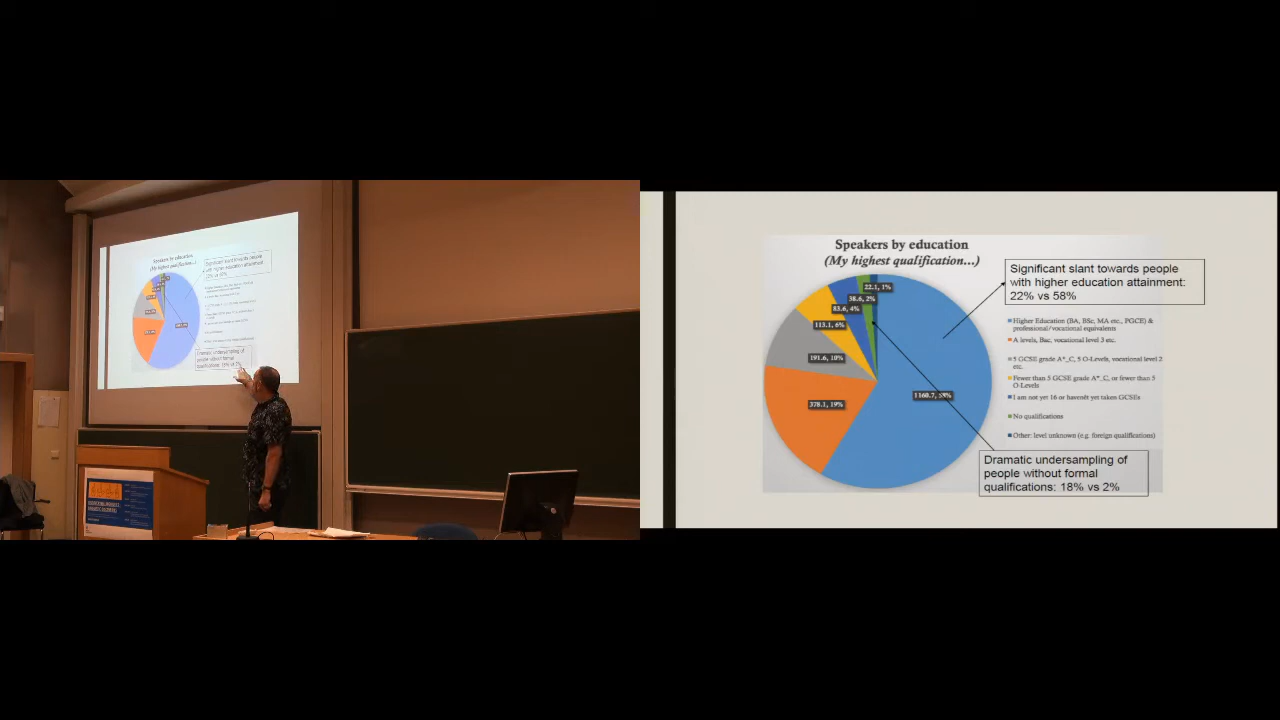 Speakers by education
(My highest qualification...)
Significant slant towards people
with higher education attainment:
22% vs 58%
22.1, 1%
38.6, 2%
83.6, 4%
113.1, 6%
191.6, 10%
378.1, 19%
1160.7, 58%
Higher Education (BA, BSc, MA etc., PGCE) &
professional/vocational equivalents
A levels, Bac, vocational level 3 etc.
5 GCSE grade A*_C, 5 O-Levels, vocational level 2
etc.
Fewer than 5 GCSE grade A*_C, or fewer than 5
O-Levels
I am not yet 16 or havenêt yet taken GCSEs
No qualifications
Other: level unknown (e.g. foreign qualifications)
Dramatic undersampling of
people without formal
qualifications: 18% vs 2%